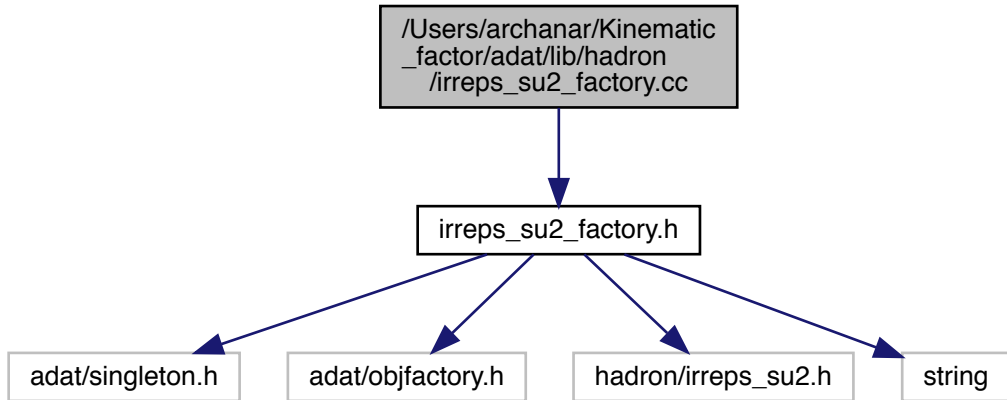 /Users/archanar/Kinematic
_factor/adat/lib/hadron
/irreps_su2_factory.cc
irreps_su2_factory.h
adat/singleton.h
adat/objfactory.h
hadron/irreps_su2.h
string